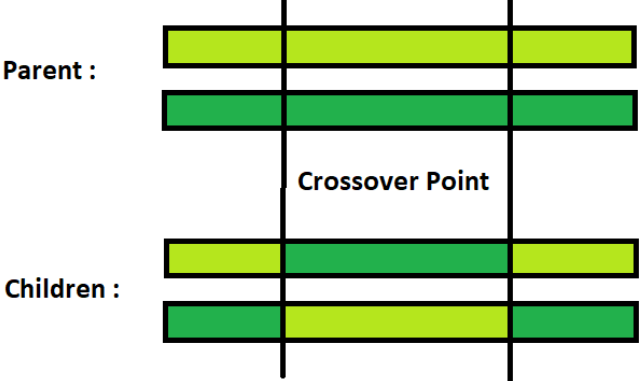 Parent :
Crossover Point
Children :